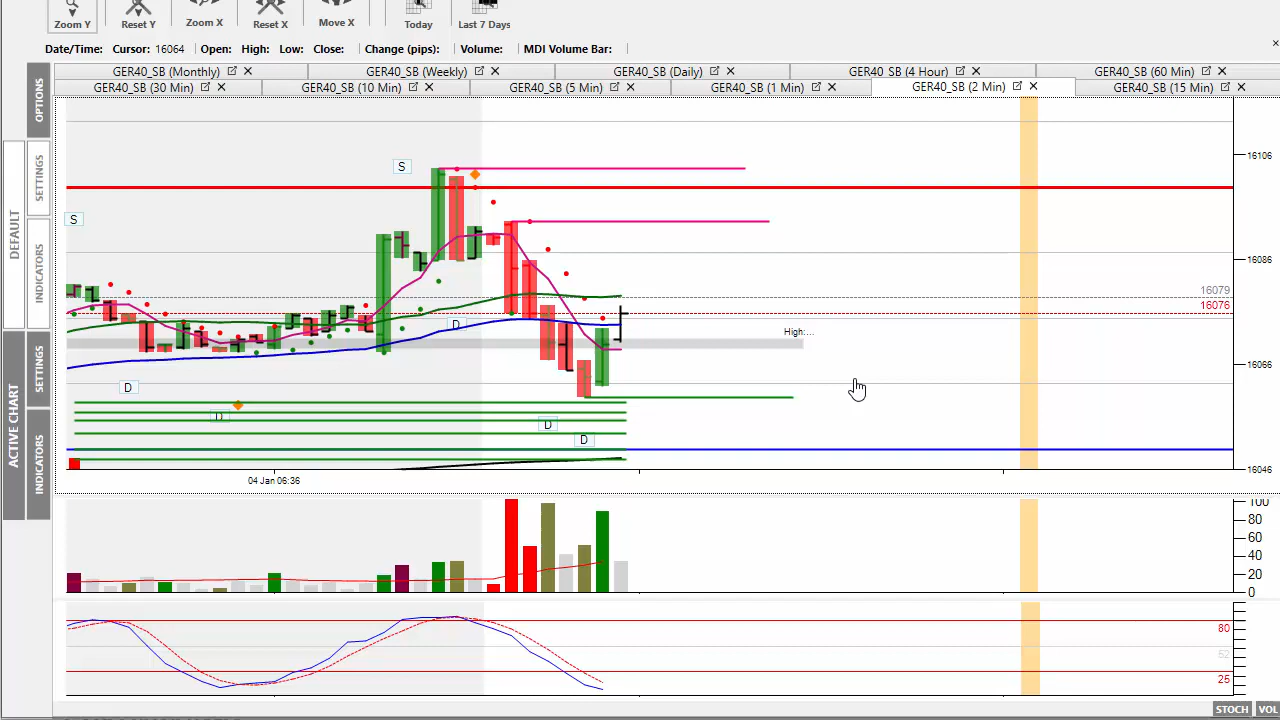 Zoom Y Reset Y Zoom X Reset X Move X Today Last 7 Days
Date/Time: Cursor: 16064 Open: High: Low: Close: Change (pips): Volume: MDI Volume Bar:
GER40_SB (Monthly) GER40_SB (Weekly) GER40_SB (Daily) GER40_SB (4 Hour) GER40_SB (60 Min)
GER40_SB (30 Min) GER40_SB (10 Min) GER40_SB (5 Min) GER40_SB (1 Min) GER40_SB (2 Min) GER40_SB (15 Min)
OPTIONS
DEFAULT
SETTINGS
INDICATORS
ACTIVE CHART
SETTINGS
INDICATORS
16106
S
S
16086
16079
16076
D
High:...
16066
D
D
D
D
16046
04 Jan 06:36
100
80
60
40
20
0
80
52
25
STOCH VOL